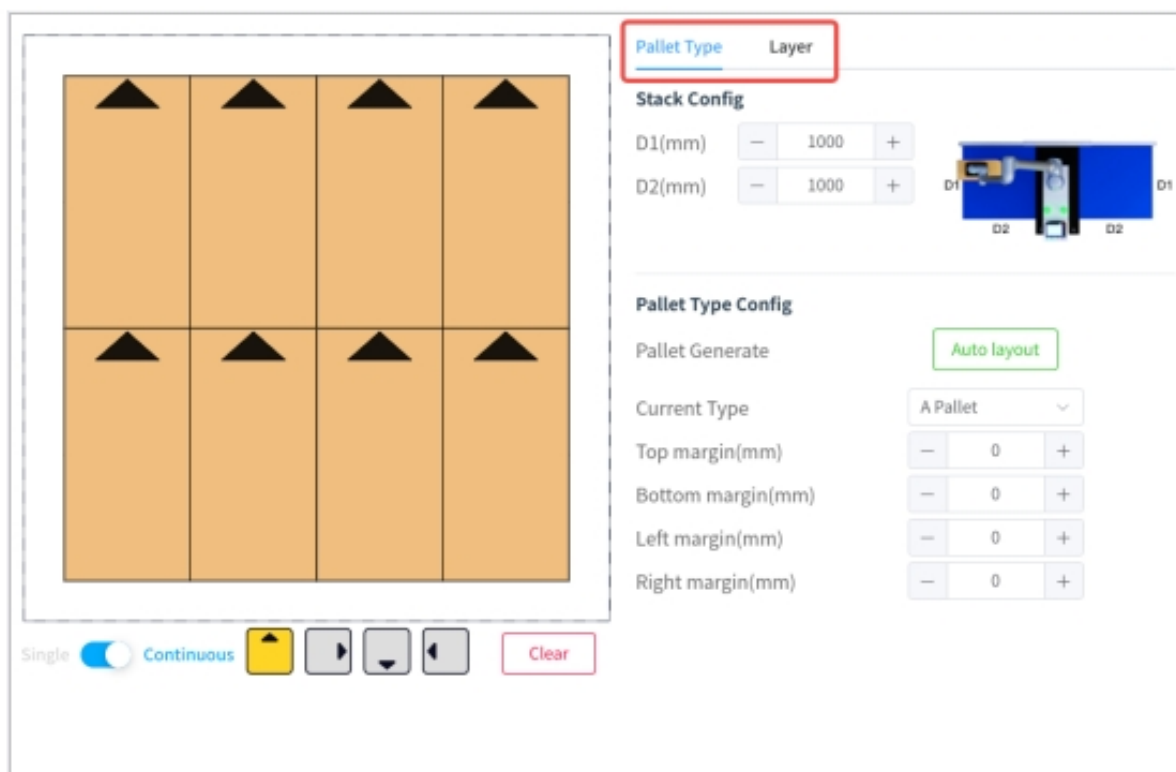 Pallet Type Layer
Stack Config
D1(mm) − 1000 +
D2(mm) − 1000 +
D1 D1
D2 D2
Pallet Type Config
Pallet Generate Auto layout
Current Type A Pallet
Top margin(mm) − 0 +
Bottom margin(mm) − 0 +
Left margin(mm) − 0 +
Right margin(mm) − 0 +
Single Continuous Clear